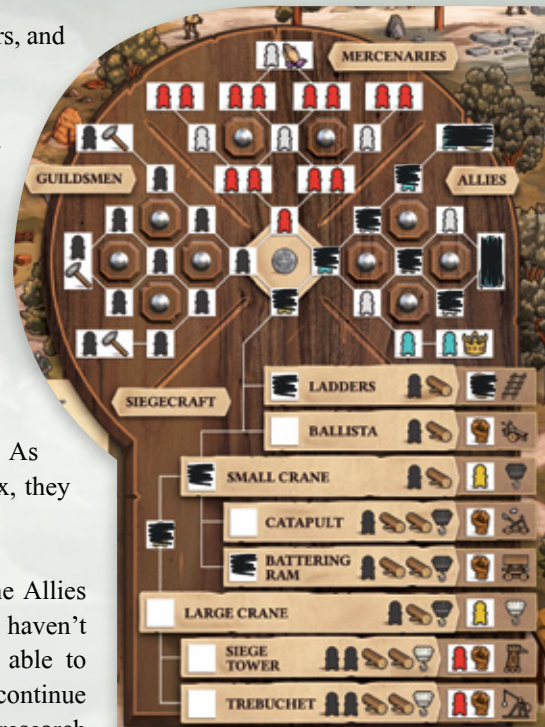 rs, and
MERCENARIES
GUILDSMEN
ALLIES
SIEGECRAFT
As
x, they
LADDERS
BALLISTA
SMALL CRANE
CATAPULT
BATTERING
RAM
ne Allies
haven't
able to
continue
research
LARGE CRANE
SIEGE
TOWER
TREBUCHET